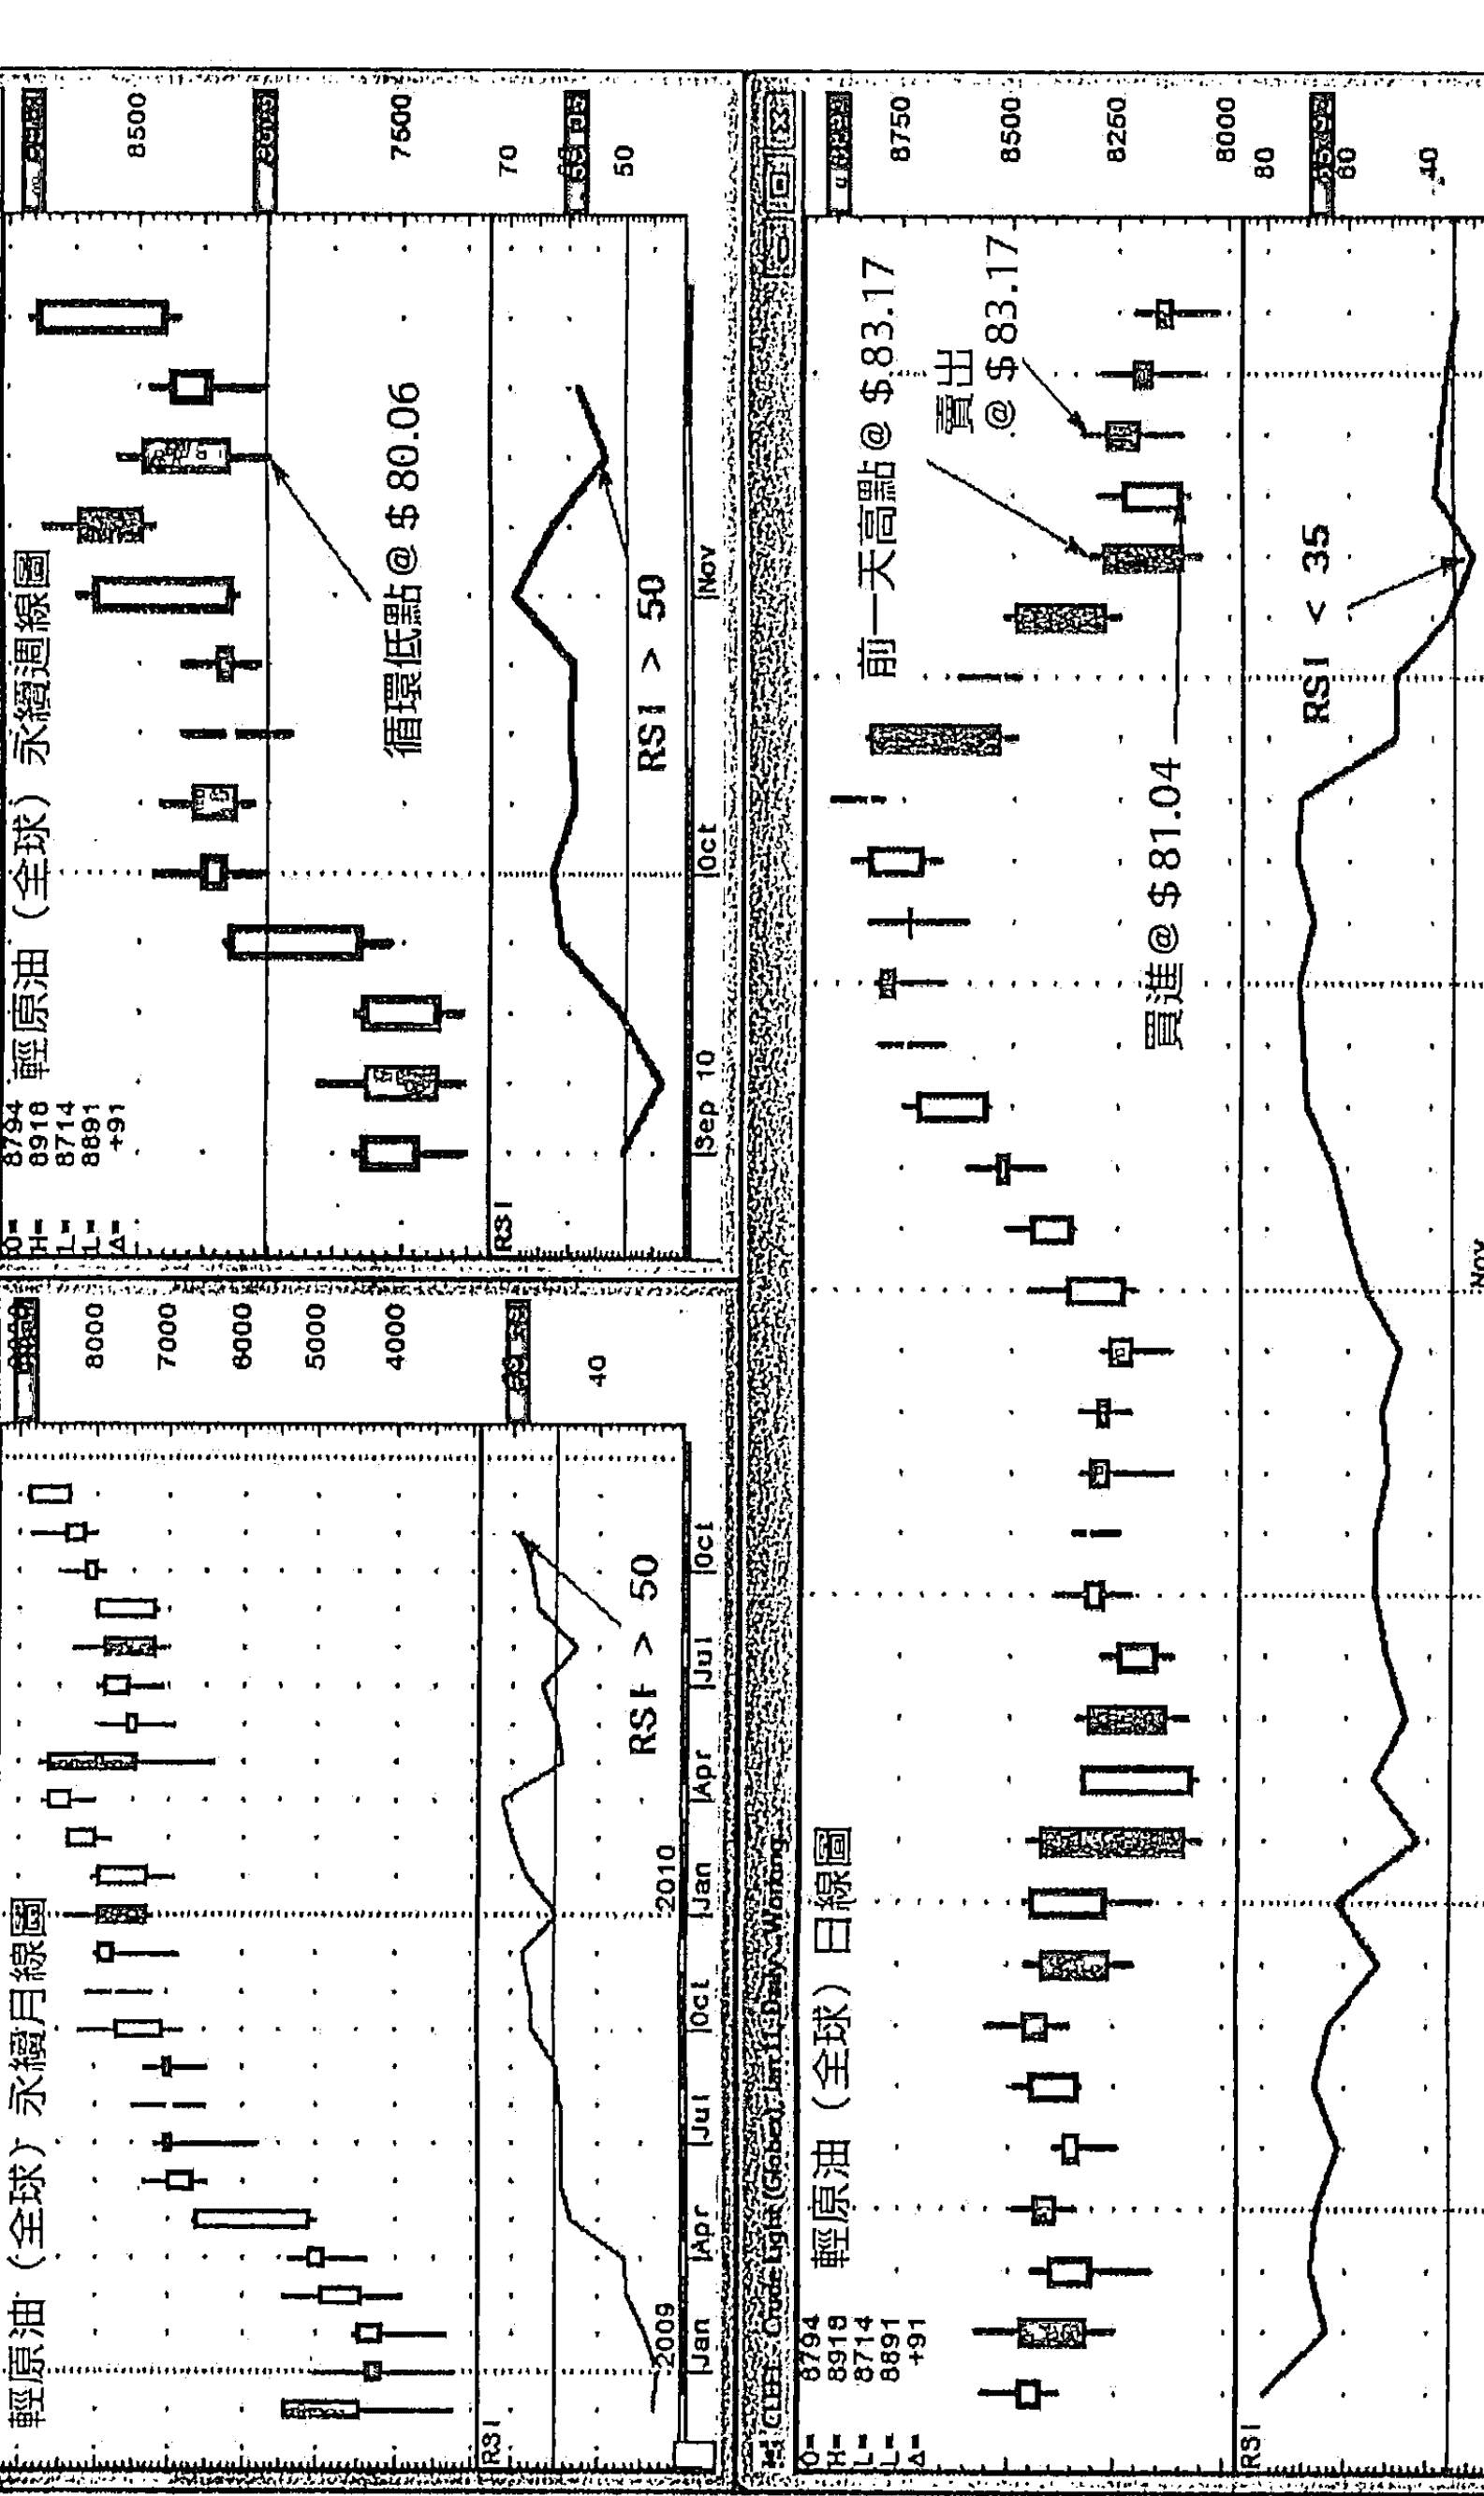 輕原油 (全球) 永續月線圖
8000
7000
6000
5000
4000
40
RSI
RSI > 50
2009
2010
Jan
Apr
Jul
Oct
Jan
Apr
Jul
Oct
輕原油 (全球) 永續週線圖
O= 8794
H= 8918
L= 8714
L= 8891
Δ= +91
8500
7500
循環低點@$80.06
70
50
RSI
RSI > 50
Sep 10
Oct
Nov
輕原油 (全球) 日線圖
O= 8794
H= 8918
L= 8714
L= 8891
Δ= +91
8750
8500
8250
8000
前一天高點@$83.17
賣出
@$83.17
買進@$81.04
80
60
40
RSI
RSI < 35
Nov